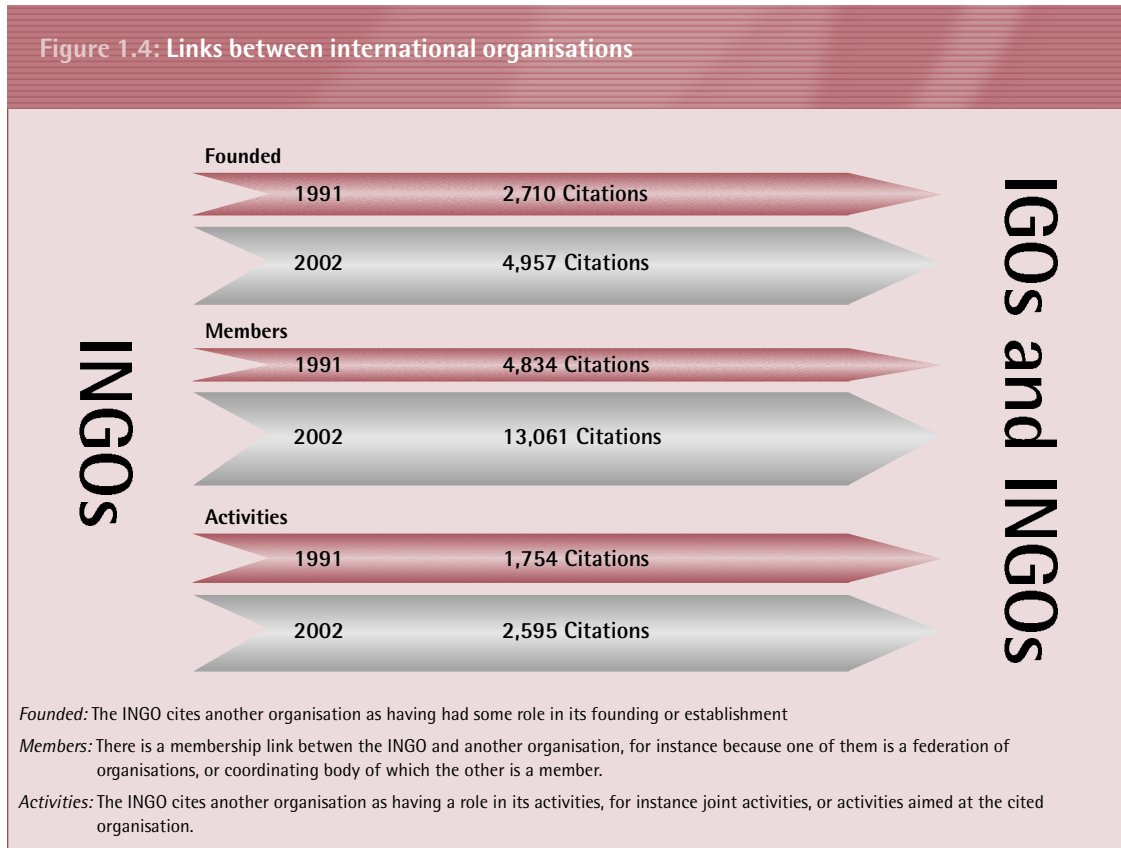 Figure 1.4: Links between international organisations
Founded
1991 2,710 Citations
2002 4,957 Citations
Members
1991 4,834 Citations
2002 13,061 Citations
Activities
1991 1,754 Citations
2002 2,595 Citations
INGOs
IGOs and INGOs
Founded: The INGO cites another organisation as having had some role in its founding or establishment
Members: There is a membership link betwen the INGO and another organisation, for instance because one of them is a federation of
organisations, or coordinating body of which the other is a member.
Activities: The INGO cites another organisation as having a role in its activities, for instance joint activities, or activities aimed at the cited
organisation.